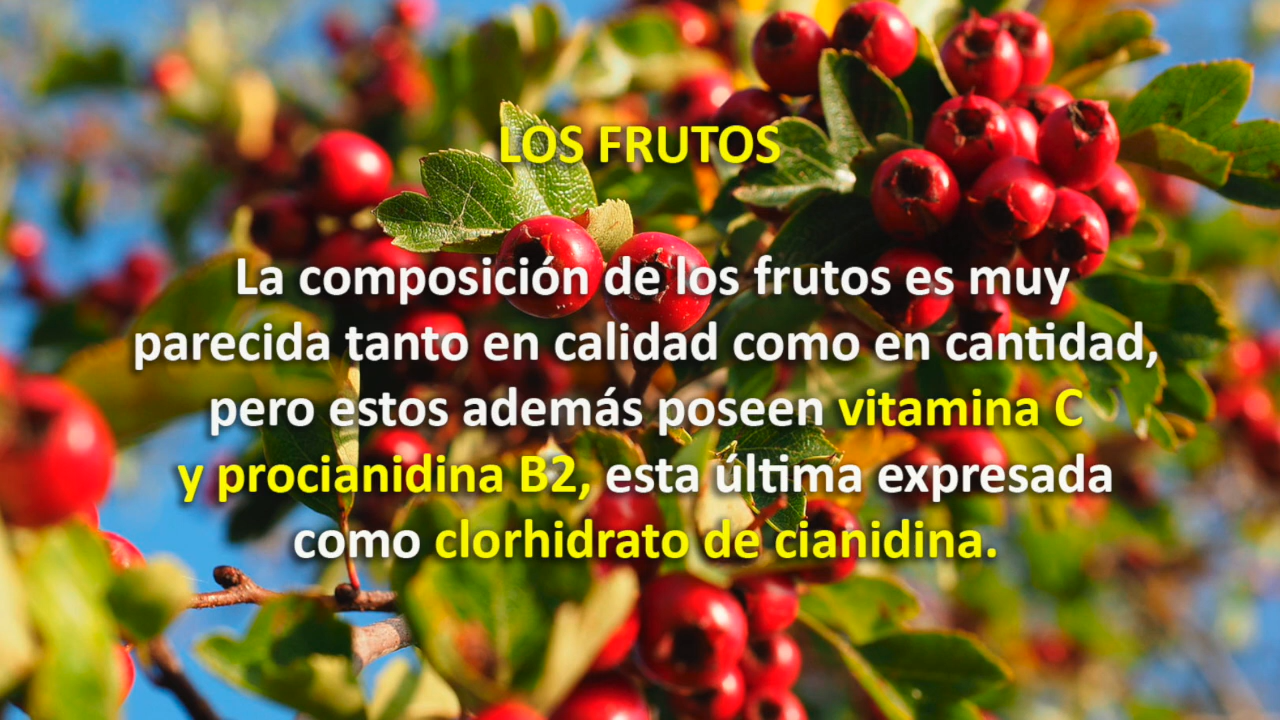 LOS FRUTOS
La composición de los frutos es muy
parecida tanto en calidad como en cantidad,
pero estos además poseen vitamina C
y procianidina B2, esta última expresada
como clorhidrato de cianidina.